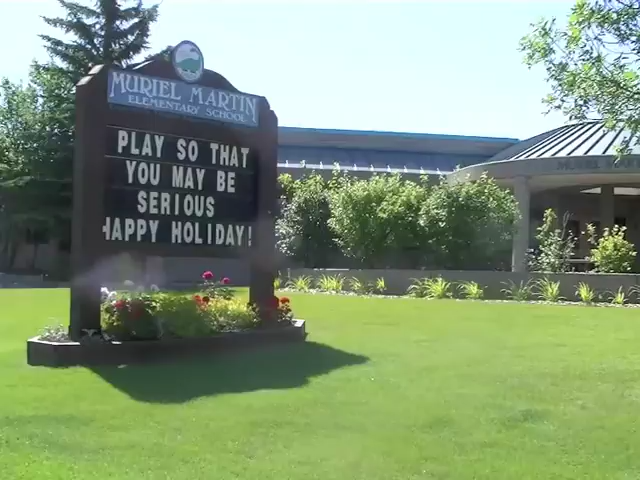 MURIEL MARTIN
ELEMENTARY SCHOOL
PLAY SO THAT
YOU MAY BE
SERIOUS
HAPPY HOLIDAY!